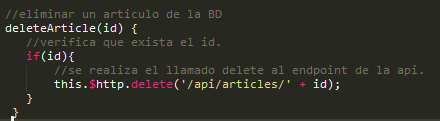 //eliminar un articulo de la BD
deleteArticle(id) {
//verifica que exista el id.
if(id){
//se realiza el llamado delete al endpoint de la api.
this.$http.delete('/api/articles/' + id);
}
}